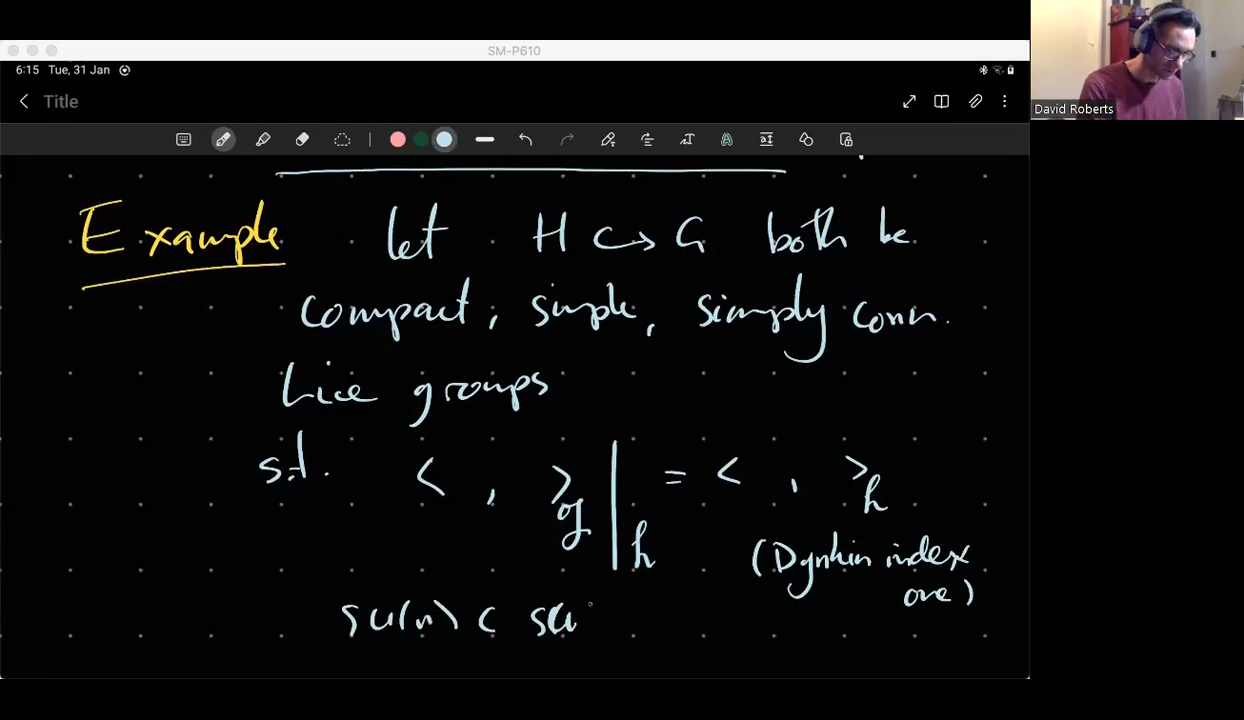 SM-P610
6:15 Tue, 31 Jan
Title
David Roberts
Example let H ↪ G both be
compact, simple, simply conn.
Lie groups
s.t. < , >𝔤 | 𝔥 = < , >𝔥
(Dynkin index
one)
SU(n) ⊂ SU